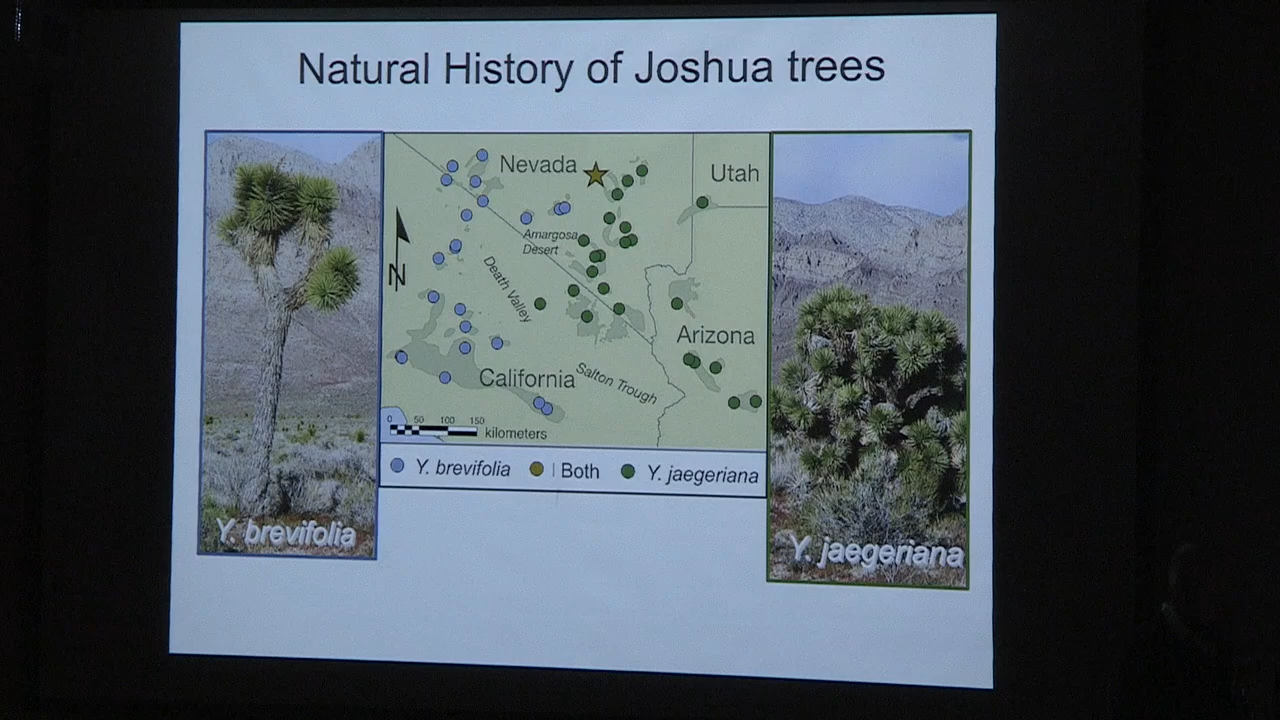 Natural History of Joshua trees
Nevada
Utah
Amargosa
Desert
Death Valley
N
Arizona
California
Salton Trough
0 50 100 150
kilometers
Y. brevifolia
Both
Y. jaegeriana
Y. brevifolia
Y. jaegeriana